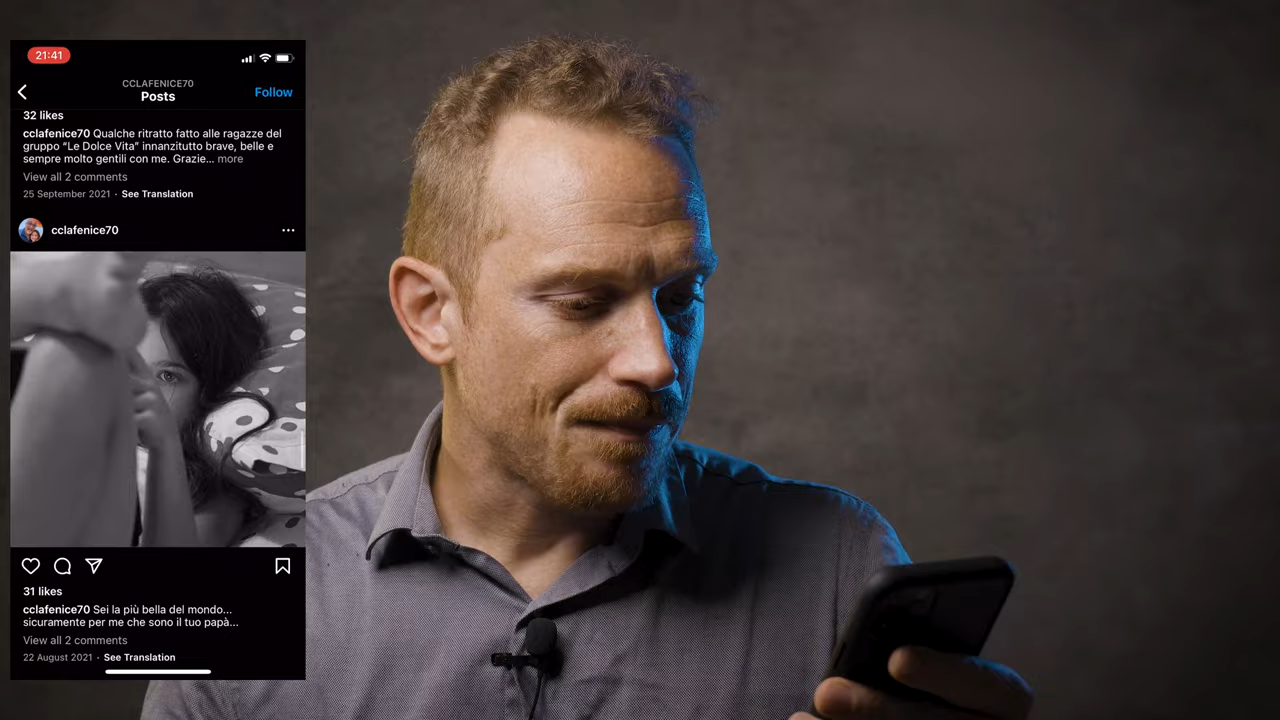 21:41
CCLAFENICE70
Posts
Follow
32 likes
cclafenice70 Qualche ritratto fatto alle ragazze del
gruppo “Le Dolce Vita” innanzitutto brave, belle e
sempre molto gentili con me. Grazie... more
View all 2 comments
25 September 2021 · See Translation
cclafenice70
31 likes
cclafenice70 Sei la più bella del mondo...
sicuramente per me che sono il tuo papà...
View all 2 comments
22 August 2021 · See Translation